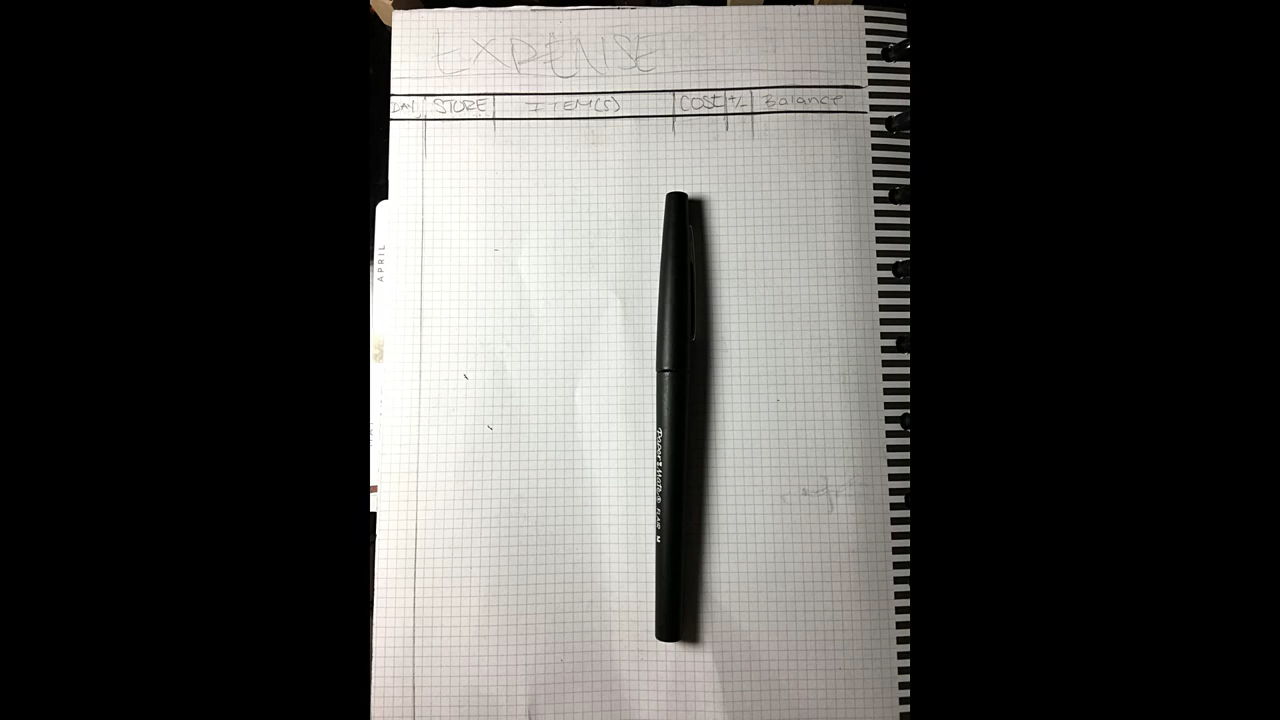 EXPENSE
DAY STORE ITEM(S) COST +/- Balance
APRIL
Paper:Mate® FLAIR M